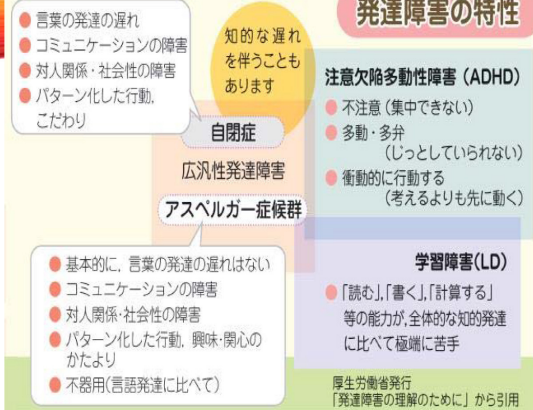 発達障害の特性
● 言葉の発達の遅れ
● コミュニケーションの障害
● 対人関係・社会性の障害
● パターン化した行動，
こだわり
知的な遅れ
を伴うことも
あります
自閉症
広汎性発達障害
アスペルガー症候群
● 基本的に，言葉の発達の遅れはない
● コミュニケーションの障害
● 対人関係・社会性の障害
● パターン化した行動，興味・関心の
かたより
● 不器用(言語発達に比べて)
注意欠陥多動性障害（ADHD）
● 不注意（集中できない）
● 多動・多弁
（じっとしていられない）
● 衝動的に行動する
（考えるよりも先に動く）
学習障害(LD)
● 「読む」，「書く」，「計算する」
等の能力が，全体的な知的発達
に比べて極端に苦手
厚生労働省発行
「発達障害の理解のために」から引用